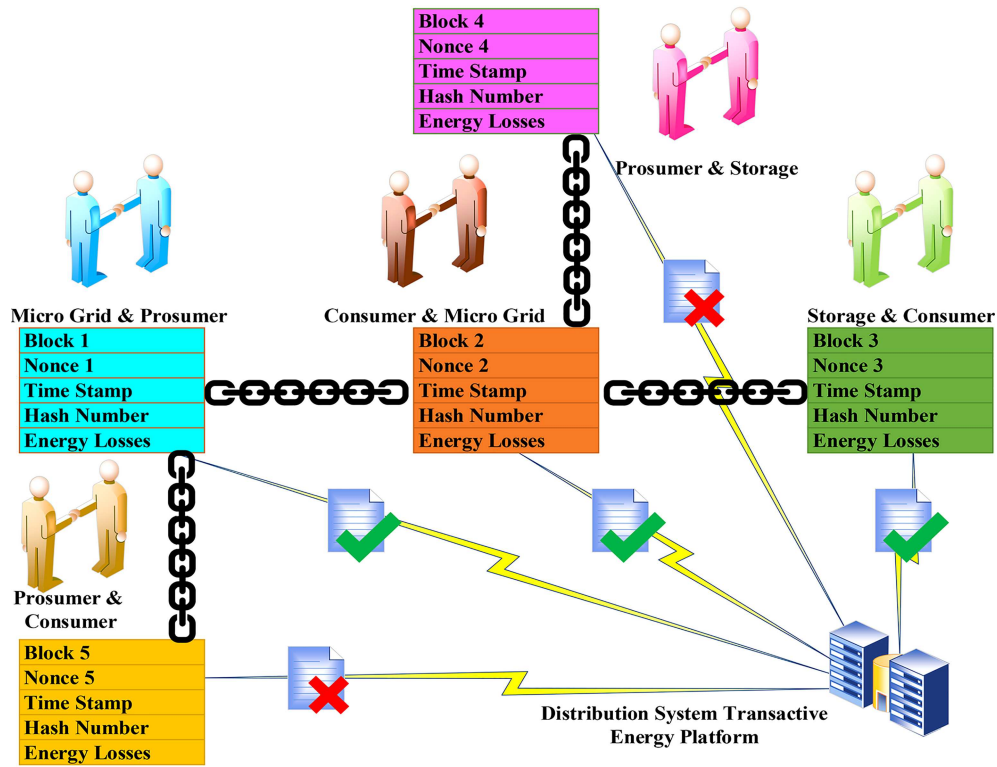 Block 4
Nonce 4
Time Stamp
Hash Number
Energy Losses
Prosumer & Storage
Micro Grid & Prosumer
Block 1
Nonce 1
Time Stamp
Hash Number
Energy Losses
Consumer & Micro Grid
Block 2
Nonce 2
Time Stamp
Hash Number
Energy Losses
Storage & Consumer
Block 3
Nonce 3
Time Stamp
Hash Number
Energy Losses
Prosumer &
Consumer
Block 5
Nonce 5
Time Stamp
Hash Number
Energy Losses
Distribution System Transactive
Energy Platform